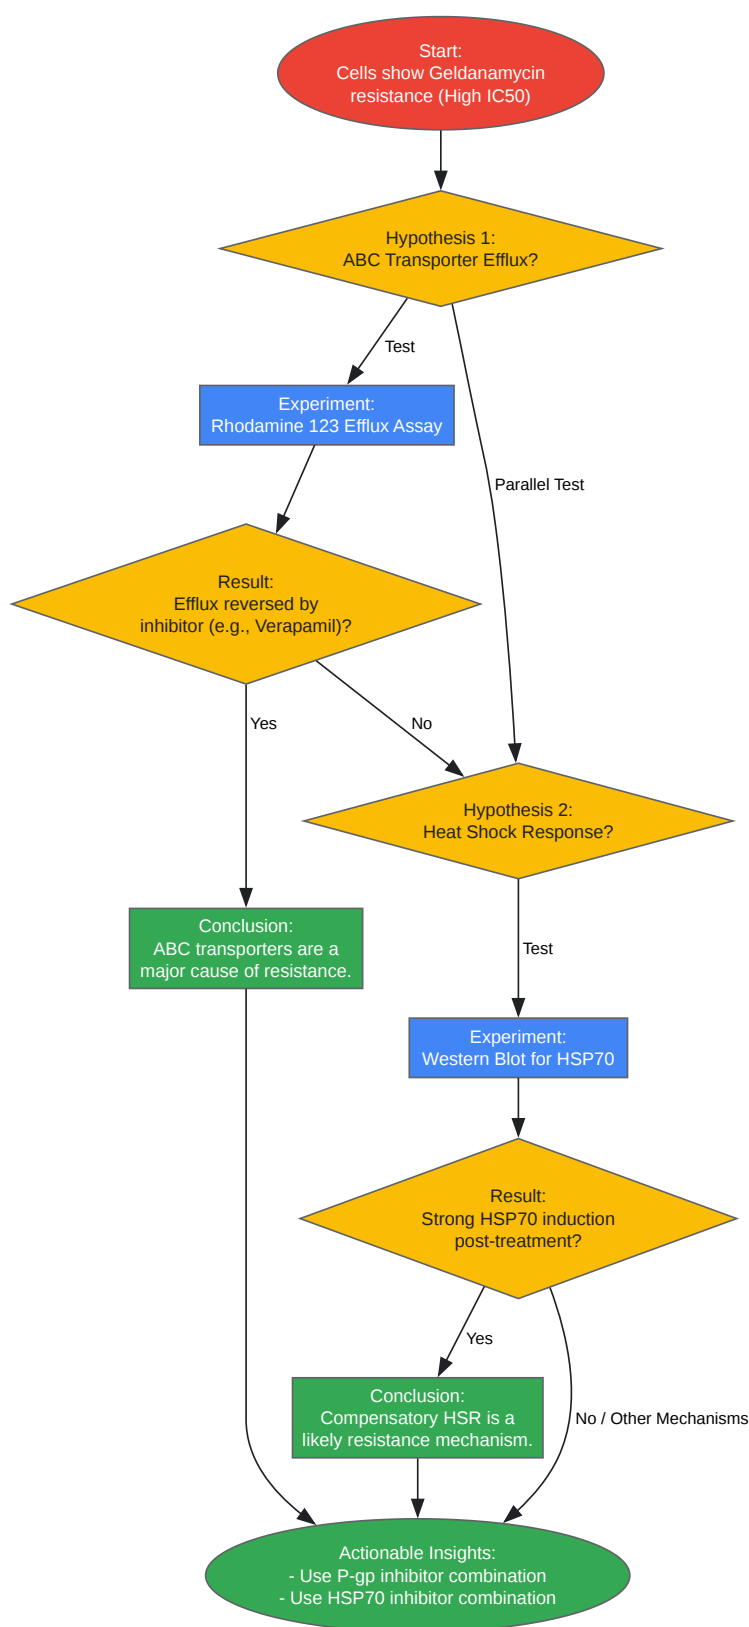 Start:
Cells show Geldanamycin
resistance (High IC50)
Hypothesis 1:
ABC Transporter Efflux?
Test
Experiment:
Rhodamine 123 Efflux Assay
Parallel Test
Result:
Efflux reversed by
inhibitor (e.g., Verapamil)?
Yes
No
Hypothesis 2:
Heat Shock Response?
Conclusion:
ABC transporters are a
major cause of resistance.
Test
Experiment:
Western Blot for HSP70
Result:
Strong HSP70 induction
post-treatment?
Yes
Conclusion:
Compensatory HSR is a
likely resistance mechanism.
No / Other Mechanisms
Actionable Insights:
- Use P-gp inhibitor combination
- Use HSP70 inhibitor combination